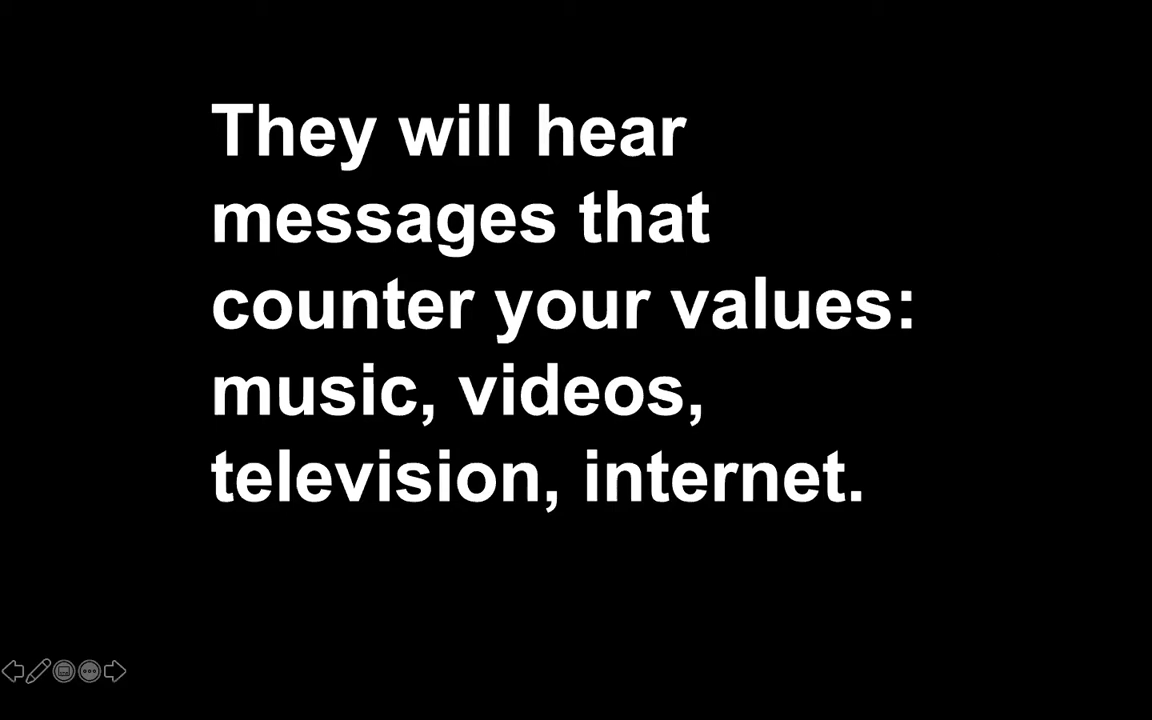 They will hear
messages that
counter your values:
music, videos,
television, internet.